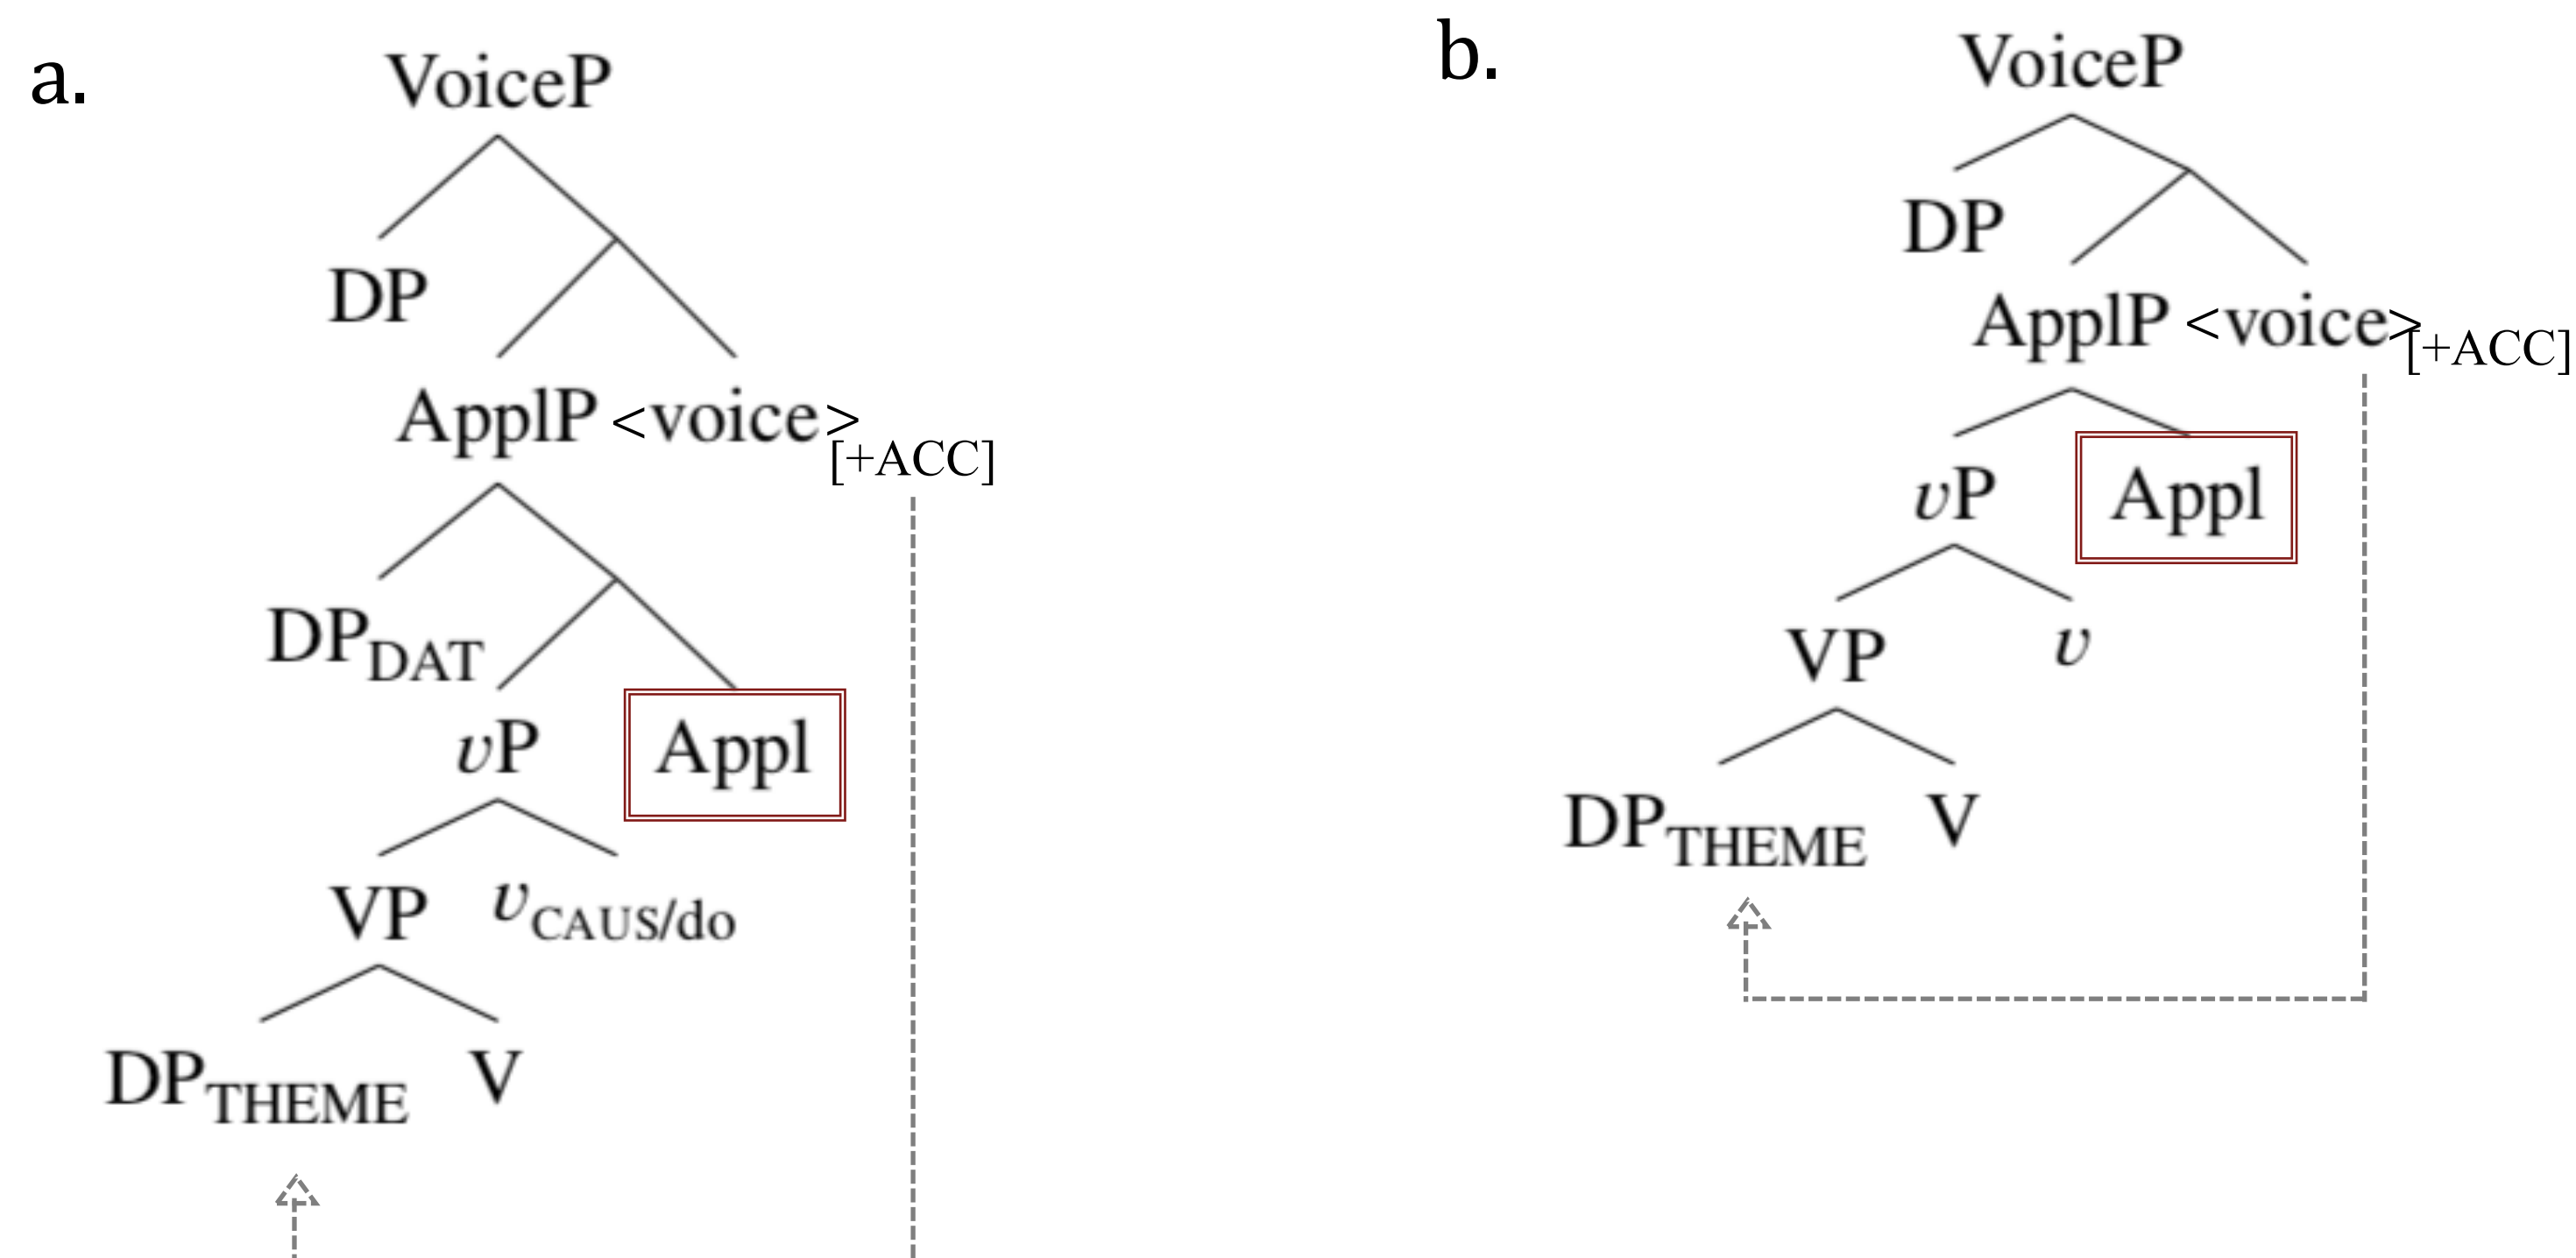 a.
VoiceP
DP
ApplP <voice>[+ACC]
DPDAT
vP Appl
VP vCAUS/do
DPTHEME V
b.
VoiceP
DP
ApplP <voice>[+ACC]
vP Appl
VP v
DPTHEME V